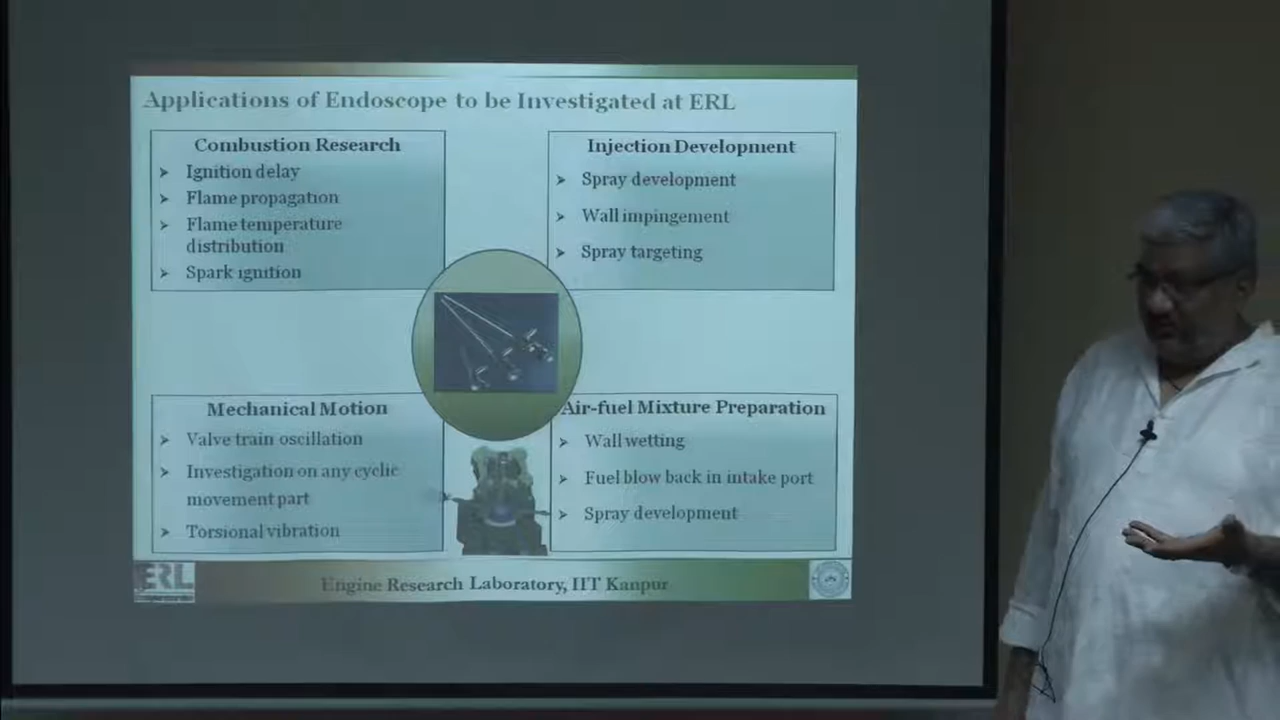 Applications of Endoscope to be Investigated at ERL
Combustion Research
➤ Ignition delay
➤ Flame propagation
➤ Flame temperature
distribution
➤ Spark ignition
Injection Development
➤ Spray development
➤ Wall impingement
➤ Spray targeting
Mechanical Motion
➤ Valve train oscillation
➤ Investigation on any cyclic
movement part
➤ Torsional vibration
Air-fuel Mixture Preparation
➤ Wall wetting
➤ Fuel blow back in intake port
➤ Spray development
ERL
Engine Research Laboratory, IIT Kanpur